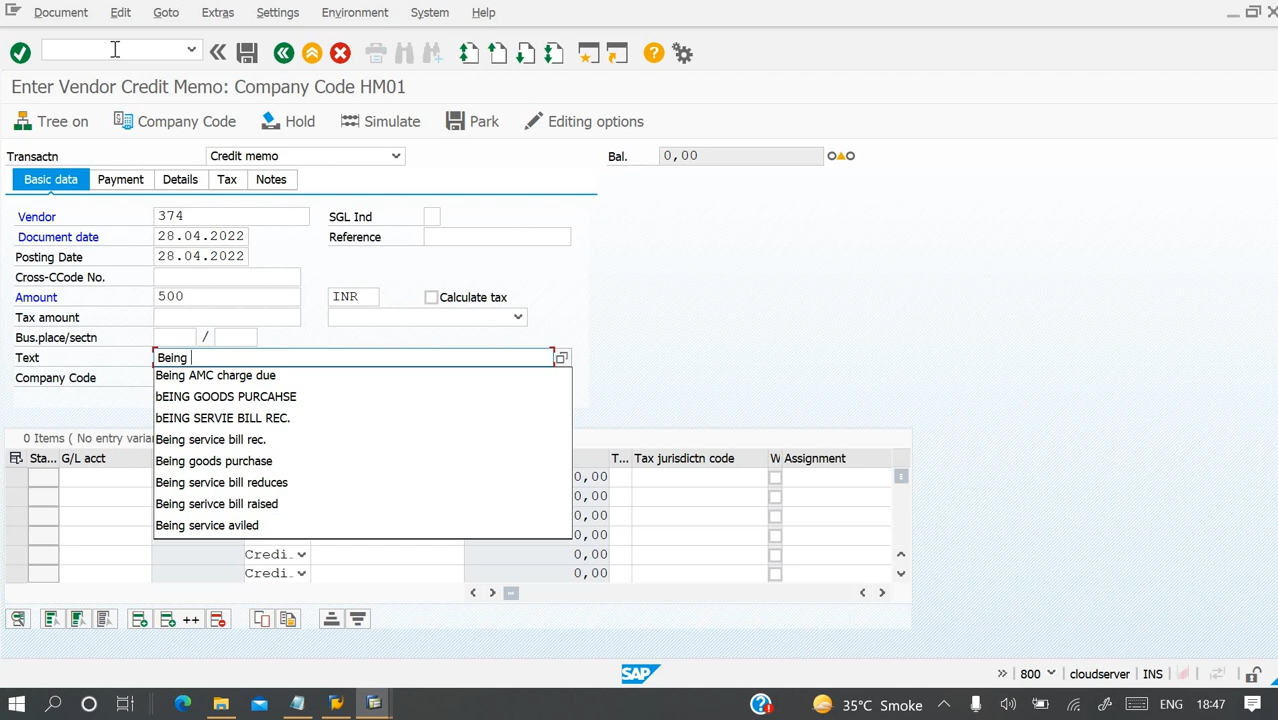 Document Edit Goto Extras Settings Environment System Help
Enter Vendor Credit Memo: Company Code HM01
Tree on Company Code Hold Simulate Park Editing options
Transactn Credit memo Bal. 0,00
Basic data Payment Details Tax Notes
Vendor 374 SGL Ind
Document date 28.04.2022 Reference
Posting Date 28.04.2022
Cross-CCode No.
Amount 500 INR Calculate tax
Tax amount
Bus.place/sectn /
Text Being
Being AMC charge due
Company Code
bEING GOODS PURCAHSE
bEING SERVIE BILL REC.
Being service bill rec.
0 Items ( No entry varia
Sta... G/L acct T... Tax jurisdictn code W Assignment
Being goods purchase
0,00
Being service bill reduces
0,00
Being serivce bill raised
0,00
Being service aviled
0,00
Credi... 0,00
Credi... 0,00
++
SAP 800 cloudserver INS
35°C Smoke ENG 18:47